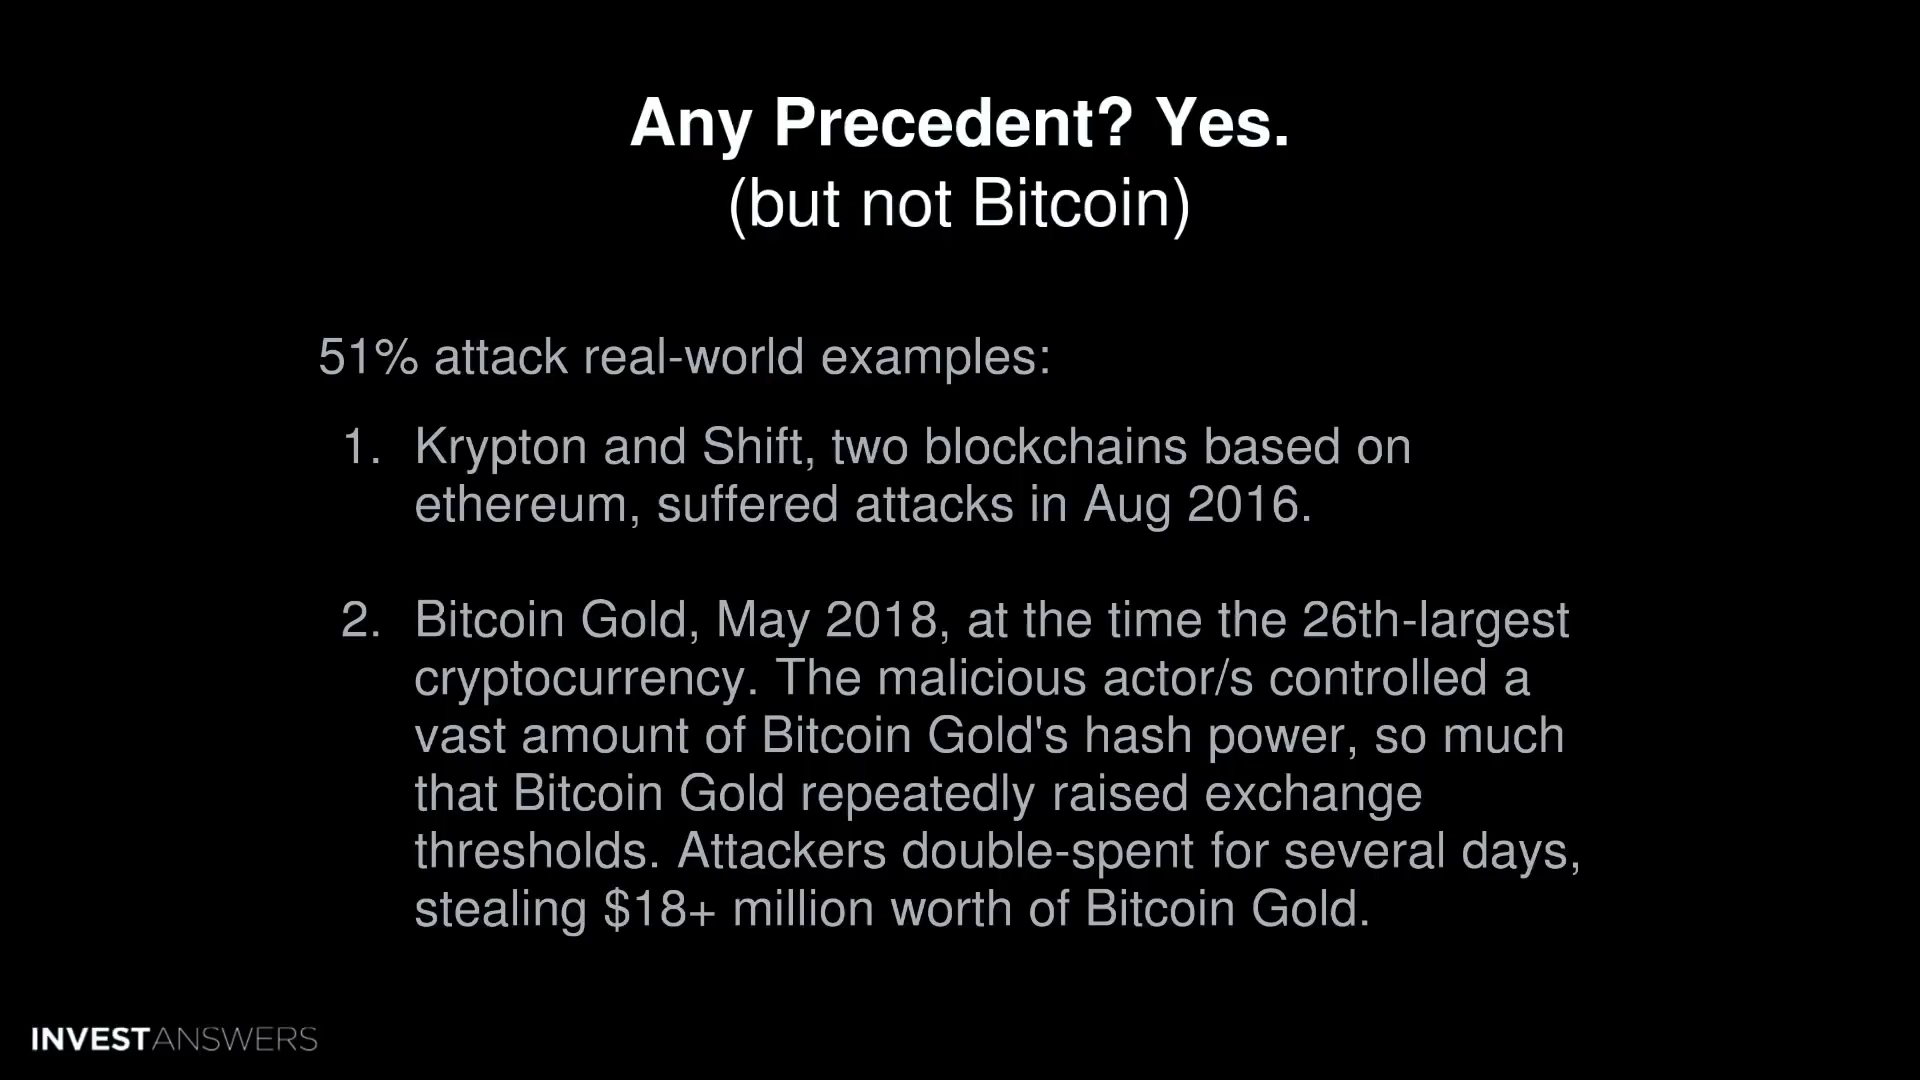 Any Precedent? Yes.
(but not Bitcoin)
51% attack real-world examples:
1. Krypton and Shift, two blockchains based on
ethereum, suffered attacks in Aug 2016.
2. Bitcoin Gold, May 2018, at the time the 26th-largest
cryptocurrency. The malicious actor/s controlled a
vast amount of Bitcoin Gold's hash power, so much
that Bitcoin Gold repeatedly raised exchange
thresholds. Attackers double-spent for several days,
stealing $18+ million worth of Bitcoin Gold.
INVESTANSWERS